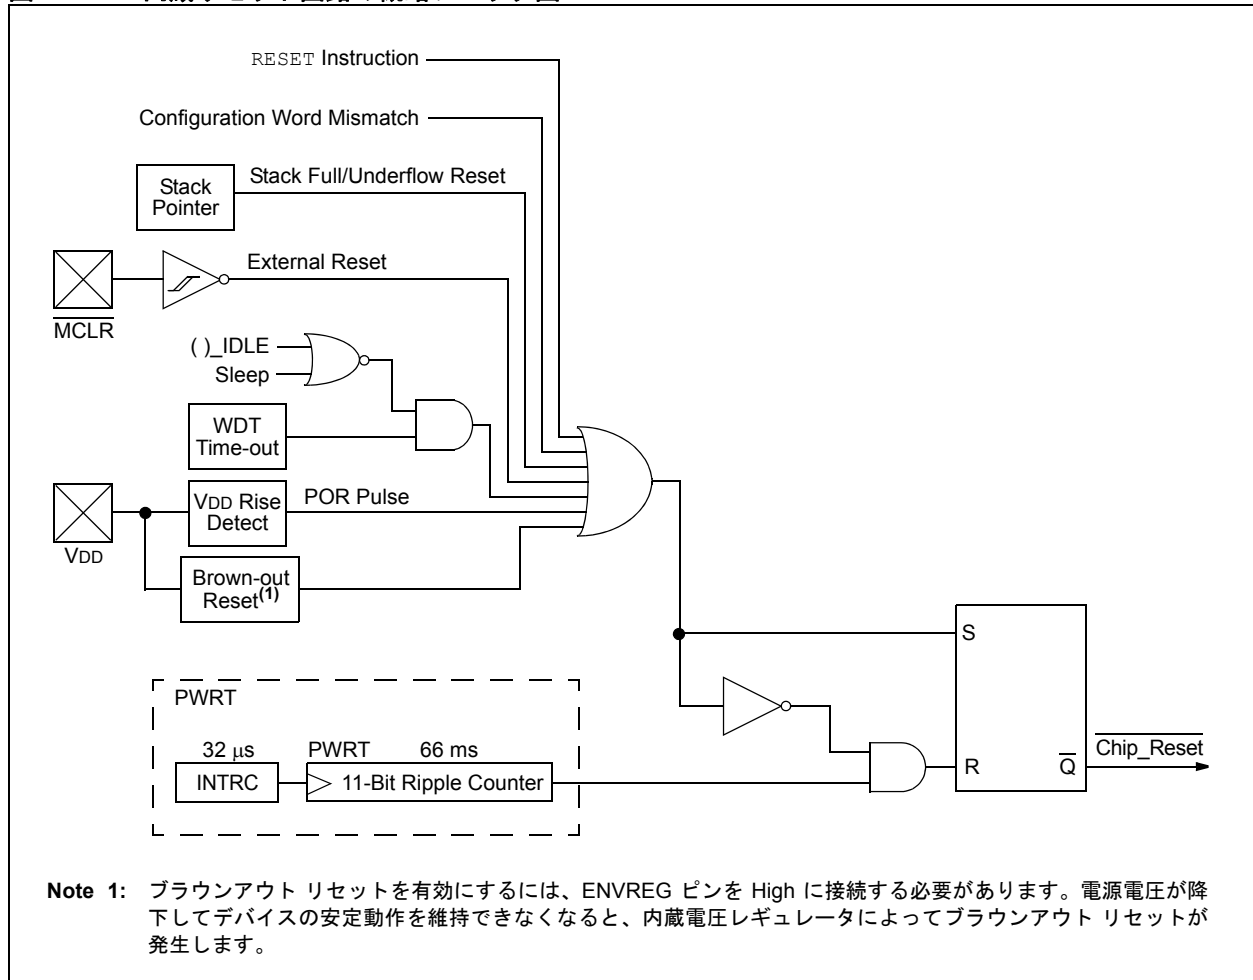 RESET Instruction
Configuration Word Mismatch
Stack Pointer
Stack Full/Underflow Reset
External Reset
MCLR
( )_IDLE
Sleep
WDT
Time-out
VDD Rise
Detect
POR Pulse
VDD
Brown-out
Reset(1)
S
PWRT
32 μs
PWRT
66 ms
INTRC
11-Bit Ripple Counter
R
Q
Chip_Reset
Note 1: ブラウンアウト リセットを有効にするには、ENVREG ピンを High に接続する必要があります。電源電圧が降
下してデバイスの安定動作を維持できなくなると、内蔵電圧レギュレータによってブラウンアウト リセットが
発生します。